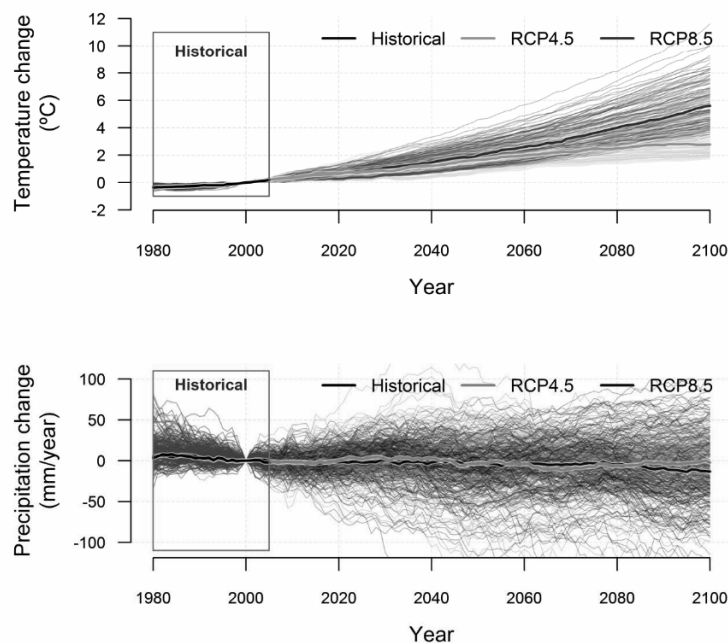 12
10
8
6
4
2
0
-2
Temperature change
(ºC)
Historical
Historical RCP4.5 RCP8.5
1980 2000 2020 2040 2060 2080 2100
Year
100
50
0
-50
-100
Precipitation change
(mm/year)
Historical
Historical RCP4.5 RCP8.5
1980 2000 2020 2040 2060 2080 2100
Year